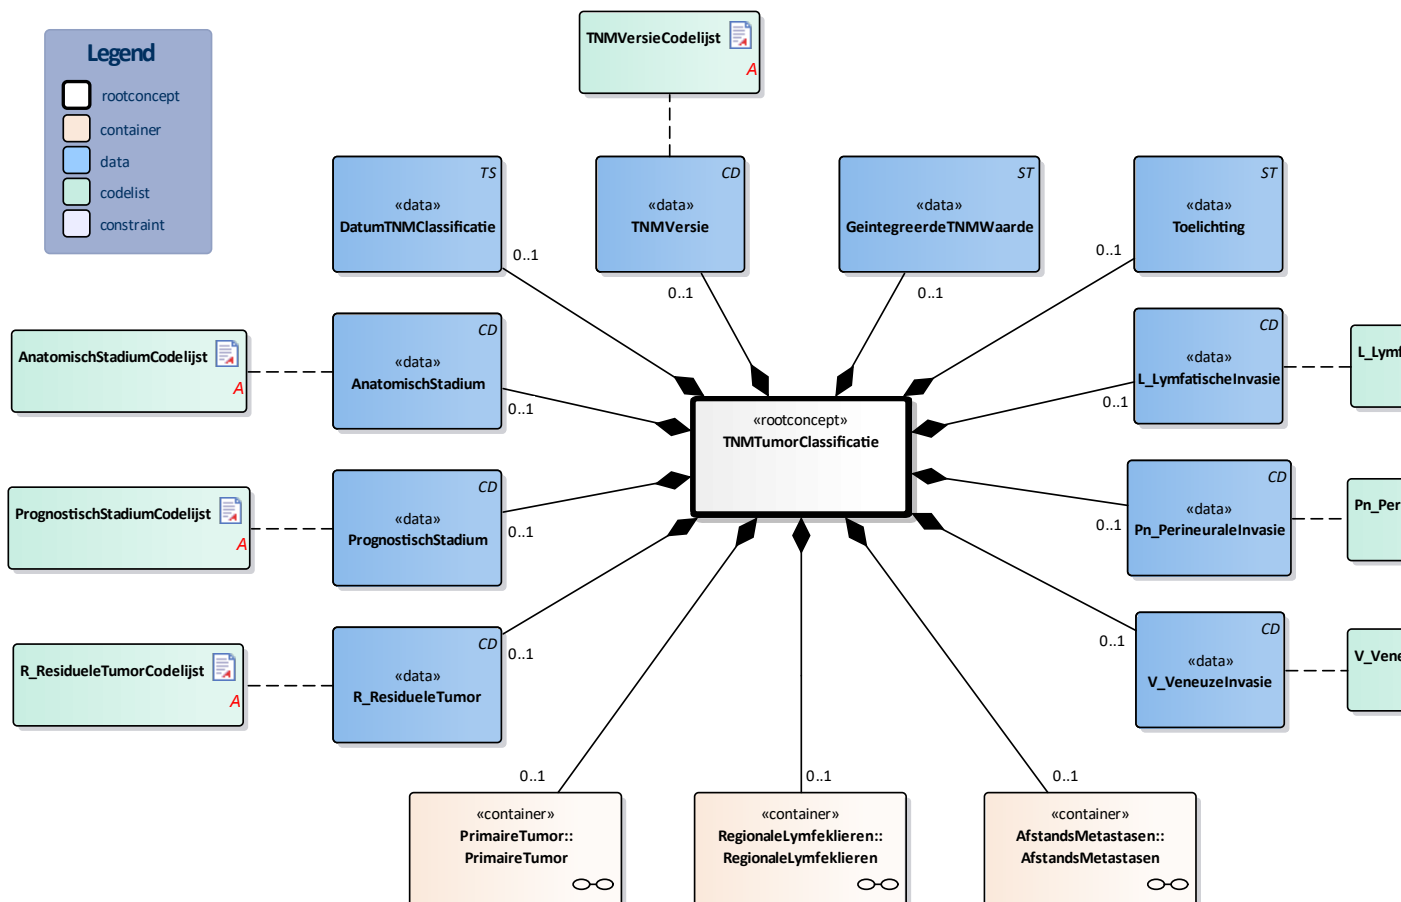 Legend
rootconcept
container
data
codelist
constraint
TNMVersieCodelijst
A
TS
«data»
DatumTNMClassificatie
0..1
CD
«data»
TNMVersie
0..1
ST
«data»
GeintegreerdeTNMWaarde
0..1
ST
«data»
Toelichting
0..1
AnatomischStadiumCodelijst
A
CD
«data»
AnatomischStadium
0..1
CD
«data»
L_LymfatischeInvasie
0..1
L_Lymf
«rootconcept»
TNMTumorClassificatie
PrognostischStadiumCodelijst
A
CD
«data»
PrognostischStadium
0..1
CD
«data»
Pn_PerineuraleInvasie
0..1
Pn_Per
R_ResidueleTumorCodelijst
A
CD
«data»
R_ResidueleTumor
0..1
CD
«data»
V_VeneuzeInvasie
0..1
V_Vene
0..1
«container»
PrimaireTumor::
PrimaireTumor
0..1
«container»
RegionaleLymfeklieren::
RegionaleLymfeklieren
0..1
«container»
AfstandsMetastasen::
AfstandsMetastasen